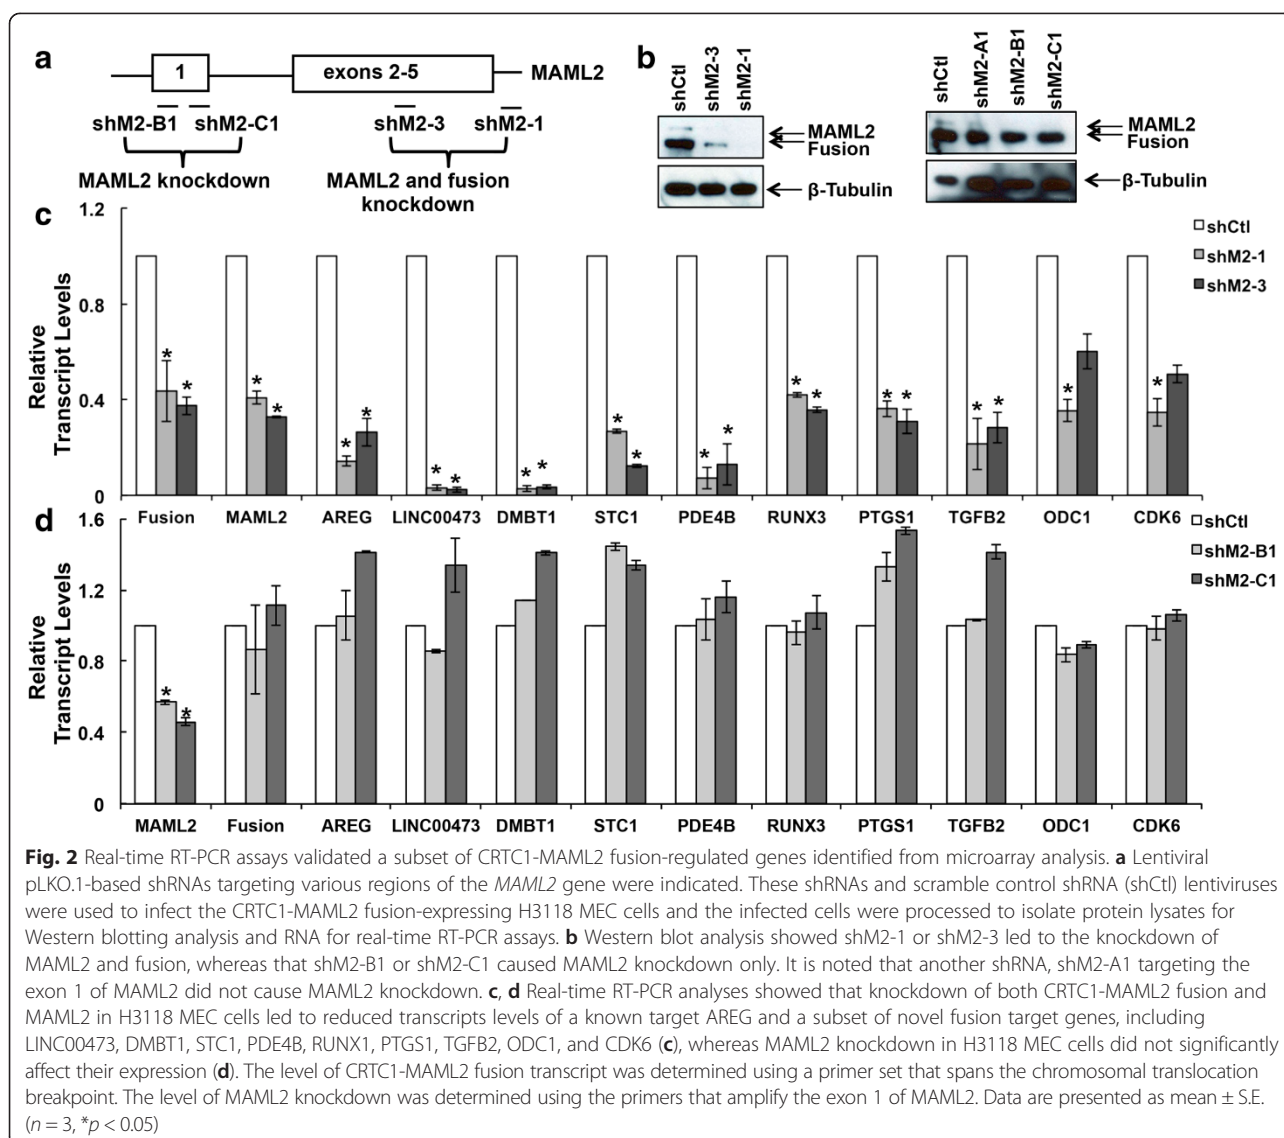 a
1
exons 2-5
MAML2
shM2-B1
shM2-C1
shM2-3
shM2-1
MAML2 knockdown
MAML2 and fusion
knockdown
b
shCtl
shM2-3
shM2-1
MAML2
Fusion
β-Tubulin
shCtl
shM2-A1
shM2-B1
shM2-C1
MAML2
Fusion
β-Tubulin
c
Relative
Transcript Levels
1.2
0.8
0.4
0
shCtl
shM2-1
shM2-3
* * * * * * * * * * * * * * * * * * * * * *
Fusion MAML2 AREG LINC00473 DMBT1 STC1 PDE4B RUNX3 PTGS1 TGFB2 ODC1 CDK6
d
Relative
Transcript Levels
1.6
1.2
0.8
0.4
0
shCtl
shM2-B1
shM2-C1
* *
MAML2 Fusion AREG LINC00473 DMBT1 STC1 PDE4B RUNX3 PTGS1 TGFB2 ODC1 CDK6
Fig. 2 Real-time RT-PCR assays validated a subset of CRTC1-MAML2 fusion-regulated genes identified from microarray analysis. a Lentiviral
pLKO.1-based shRNAs targeting various regions of the MAML2 gene were indicated. These shRNAs and scramble control shRNA (shCtl) lentiviruses
were used to infect the CRTC1-MAML2 fusion-expressing H3118 MEC cells and the infected cells were processed to isolate protein lysates for
Western blotting analysis and RNA for real-time RT-PCR assays. b Western blot analysis showed shM2-1 or shM2-3 led to the knockdown of
MAML2 and fusion, whereas that shM2-B1 or shM2-C1 caused MAML2 knockdown only. It is noted that another shRNA, shM2-A1 targeting the
exon 1 of MAML2 did not cause MAML2 knockdown. c, d Real-time RT-PCR analyses showed that knockdown of both CRTC1-MAML2 fusion and
MAML2 in H3118 MEC cells led to reduced transcripts levels of a known target AREG and a subset of novel fusion target genes, including
LINC00473, DMBT1, STC1, PDE4B, RUNX1, PTGS1, TGFB2, ODC1, and CDK6 (c), whereas MAML2 knockdown in H3118 MEC cells did not significantly
affect their expression (d). The level of CRTC1-MAML2 fusion transcript was determined using a primer set that spans the chromosomal translocation
breakpoint. The level of MAML2 knockdown was determined using the primers that amplify the exon 1 of MAML2. Data are presented as mean ± S.E.
(n = 3, *p < 0.05)